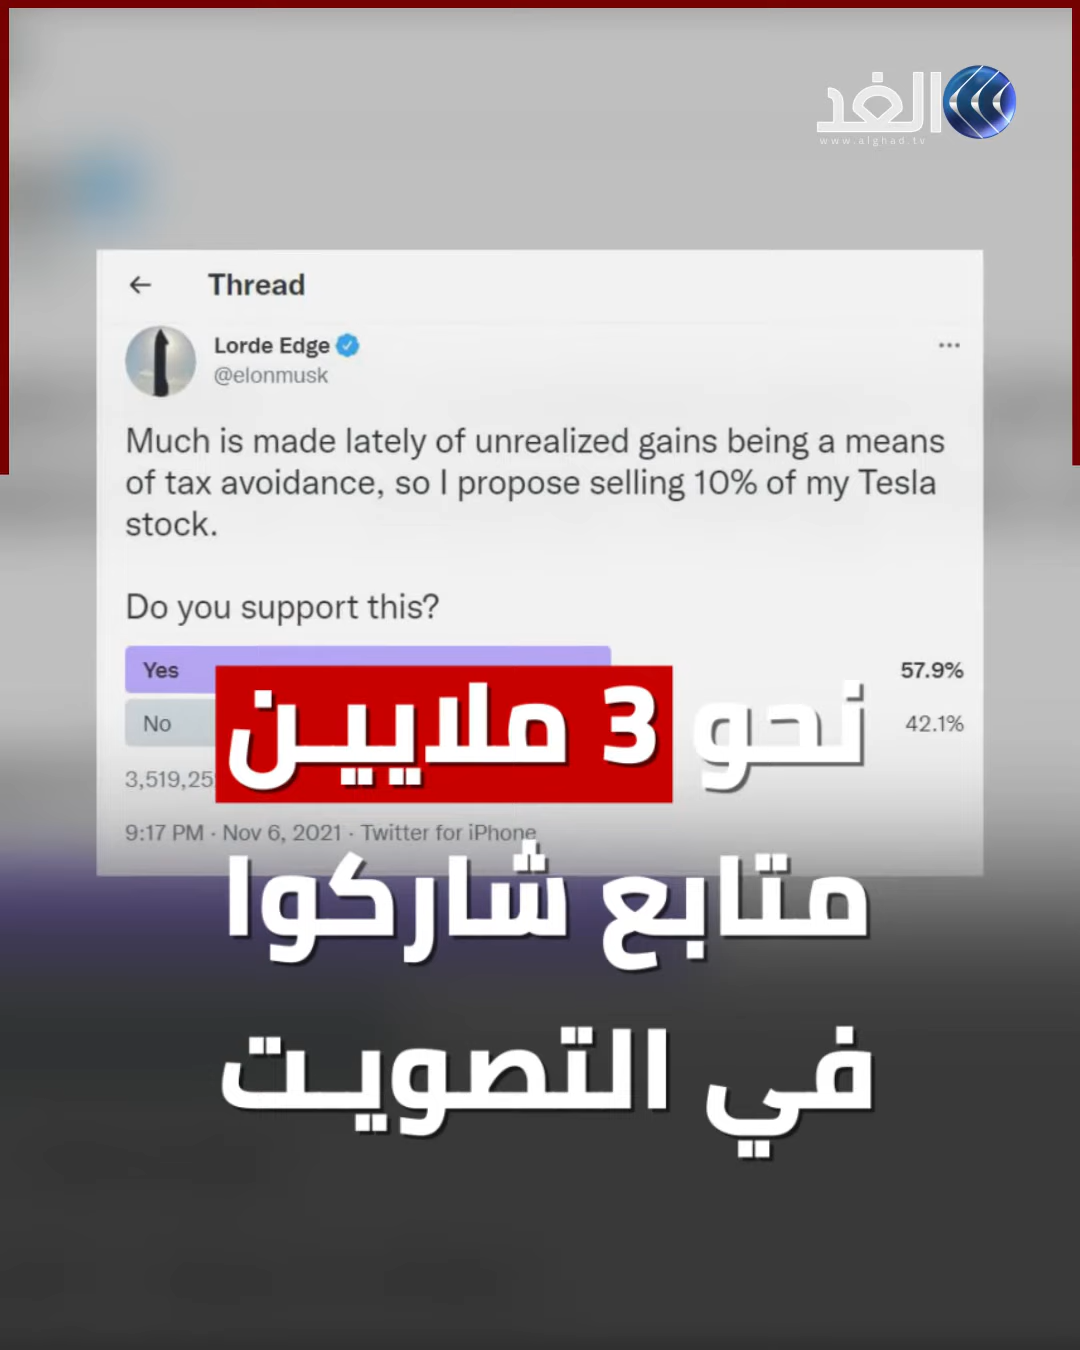 الغد
www.alghad.tv
Thread
Lorde Edge
@elonmusk
Much is made lately of unrealized gains being a means
of tax avoidance, so I propose selling 10% of my Tesla
stock.
Do you support this?
Yes 57.9%
No 42.1%
3,519,25
9:17 PM · Nov 6, 2021 · Twitter for iPhone
نحو 3 ملايين
متابع شاركوا
في التصويت